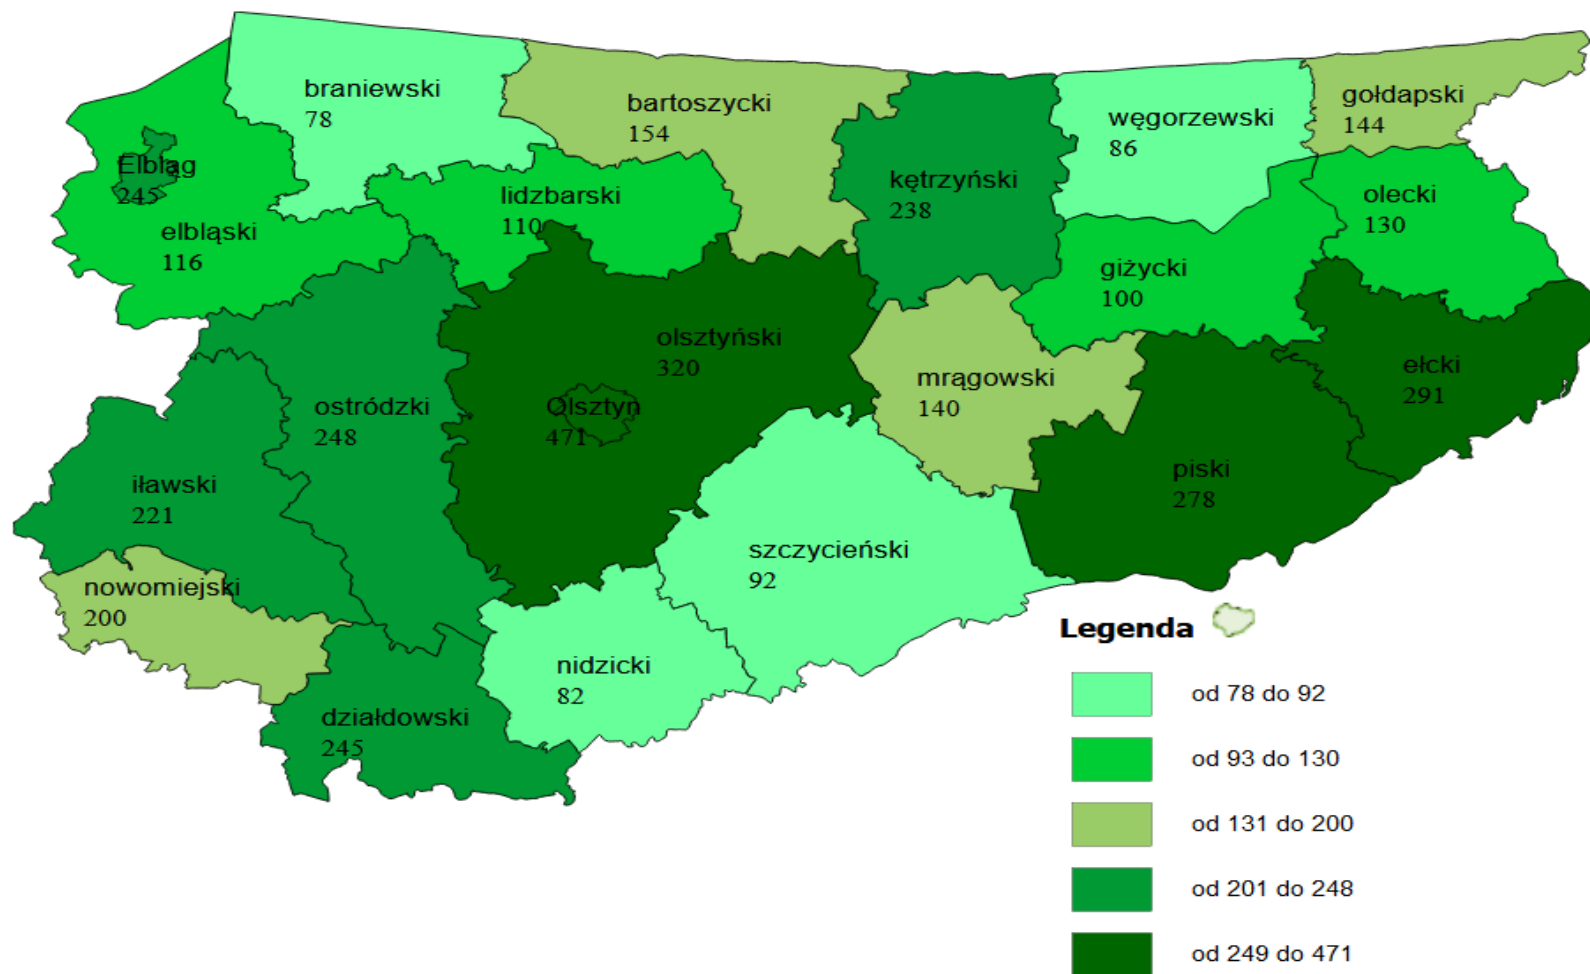 braniewski
78
bartoszycki
154
węgorzewski
86
gołdapski
144
Elbląg
245
lidzbarski
110
kętrzyński
238
olecki
130
elbląski
116
giżycki
100
olsztyński
320
mrągowski
140
ełcki
291
ostródzki
248
Olsztyn
471
iławski
221
piski
278
szczycieński
92
nowomiejski
200
nidzicki
82
działdowski
245
Legenda
od 78 do 92
od 93 do 130
od 131 do 200
od 201 do 248
od 249 do 471